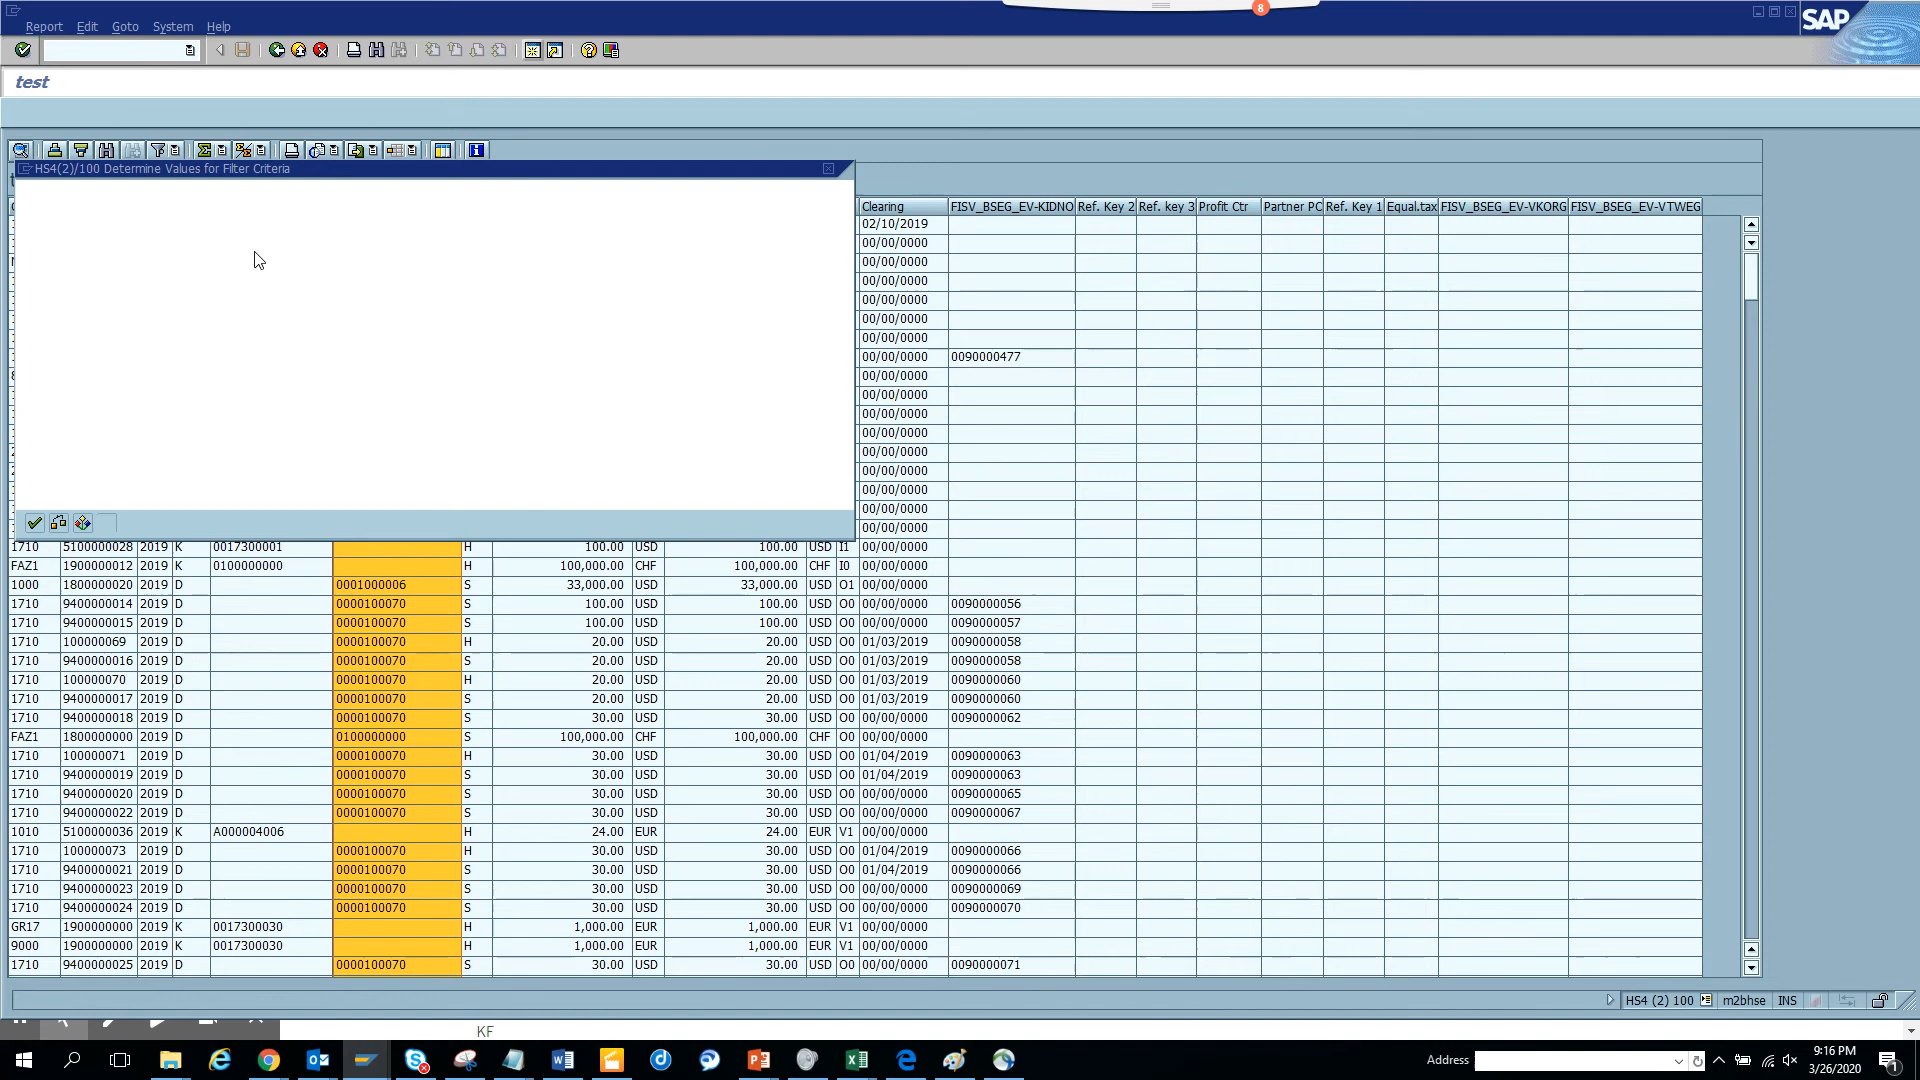 8
Report Edit Goto System Help
SAP
test
HS4(2)/100 Determine Values for Filter Criteria
Clearing FISV_BSEG_EV-KIDNO Ref. Key 2 Ref. key 3 Profit Ctr Partner PC Ref. Key 1 Equal.tax FISV_BSEG_EV-VKORG FISV_BSEG_EV-VTWEG
02/10/2019
00/00/0000
00/00/0000
00/00/0000
00/00/0000
00/00/0000
00/00/0000
00/00/0000 0090000477
00/00/0000
00/00/0000
00/00/0000
00/00/0000
00/00/0000
00/00/0000
00/00/0000
00/00/0000
00/00/0000
1710 5100000028 2019 K 0017300001 H 100.00 USD 100.00 USD I1 00/00/0000
FAZ1 1900000012 2019 K 0100000000 H 100,000.00 CHF 100,000.00 CHF I0 00/00/0000
1000 1800000020 2019 D 0001000006 S 33,000.00 USD 33,000.00 USD O1 00/00/0000
1710 9400000014 2019 D 0000100070 S 100.00 USD 100.00 USD O0 00/00/0000 0090000056
1710 9400000015 2019 D 0000100070 S 100.00 USD 100.00 USD O0 00/00/0000 0090000057
1710 100000069 2019 D 0000100070 H 20.00 USD 20.00 USD O0 01/03/2019 0090000058
1710 9400000016 2019 D 0000100070 S 20.00 USD 20.00 USD O0 01/03/2019 0090000058
1710 100000070 2019 D 0000100070 H 20.00 USD 20.00 USD O0 01/03/2019 0090000060
1710 9400000017 2019 D 0000100070 S 20.00 USD 20.00 USD O0 01/03/2019 0090000060
1710 9400000018 2019 D 0000100070 S 30.00 USD 30.00 USD O0 00/00/0000 0090000062
FAZ1 1800000000 2019 D 0100000000 S 100,000.00 CHF 100,000.00 CHF O0 00/00/0000
1710 100000071 2019 D 0000100070 H 30.00 USD 30.00 USD O0 01/04/2019 0090000063
1710 9400000019 2019 D 0000100070 S 30.00 USD 30.00 USD O0 01/04/2019 0090000063
1710 9400000020 2019 D 0000100070 S 30.00 USD 30.00 USD O0 00/00/0000 0090000065
1710 9400000022 2019 D 0000100070 S 30.00 USD 30.00 USD O0 00/00/0000 0090000067
1010 5100000036 2019 K A000004006 H 24.00 EUR 24.00 EUR V1 00/00/0000
1710 100000073 2019 D 0000100070 H 30.00 USD 30.00 USD O0 01/04/2019 0090000066
1710 9400000021 2019 D 0000100070 S 30.00 USD 30.00 USD O0 01/04/2019 0090000066
1710 9400000023 2019 D 0000100070 S 30.00 USD 30.00 USD O0 00/00/0000 0090000069
1710 9400000024 2019 D 0000100070 S 30.00 USD 30.00 USD O0 00/00/0000 0090000070
GR17 1900000000 2019 K 0017300030 H 1,000.00 EUR 1,000.00 EUR V1 00/00/0000
9000 1900000000 2019 K 0017300030 H 1,000.00 EUR 1,000.00 EUR V1 00/00/0000
1710 9400000025 2019 D 0000100070 S 30.00 USD 30.00 USD O0 00/00/0000 0090000071
HS4 (2) 100 m2bhse INS
KF
Address
9:16 PM
3/26/2020
1